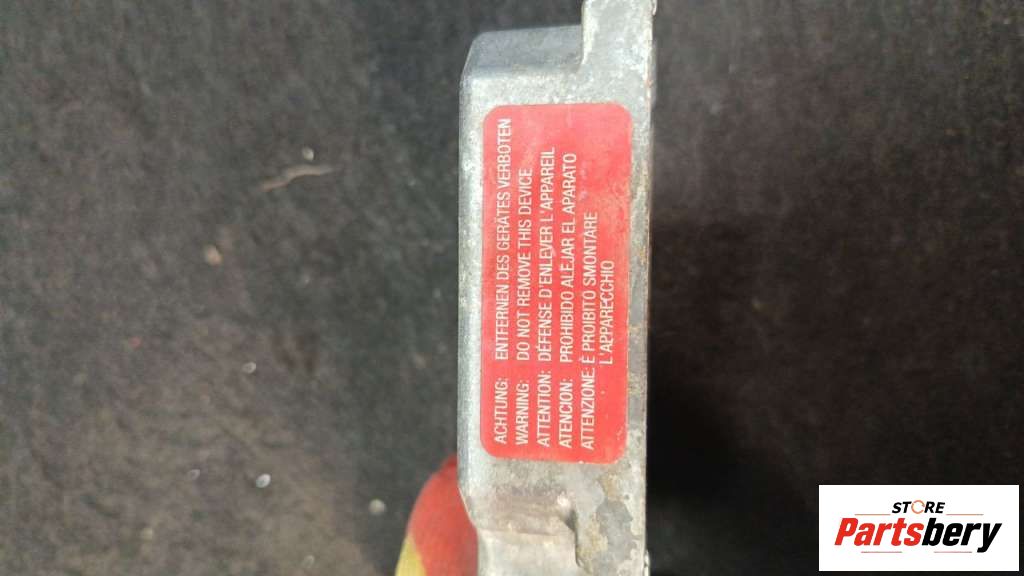 ACHTUNG: ENTFERNEN DES GERÄTES VERBOTEN
WARNING: DO NOT REMOVE THIS DEVICE
ATTENTION: DÉFENSE D'ENLEVER L'APPAREIL
ATENCION: PROHIBIDO ALEJAR EL APARATO
ATTENZIONE: È PROIBITO SMONTARE
L'APPARECCHIO
STORE
Partsbery